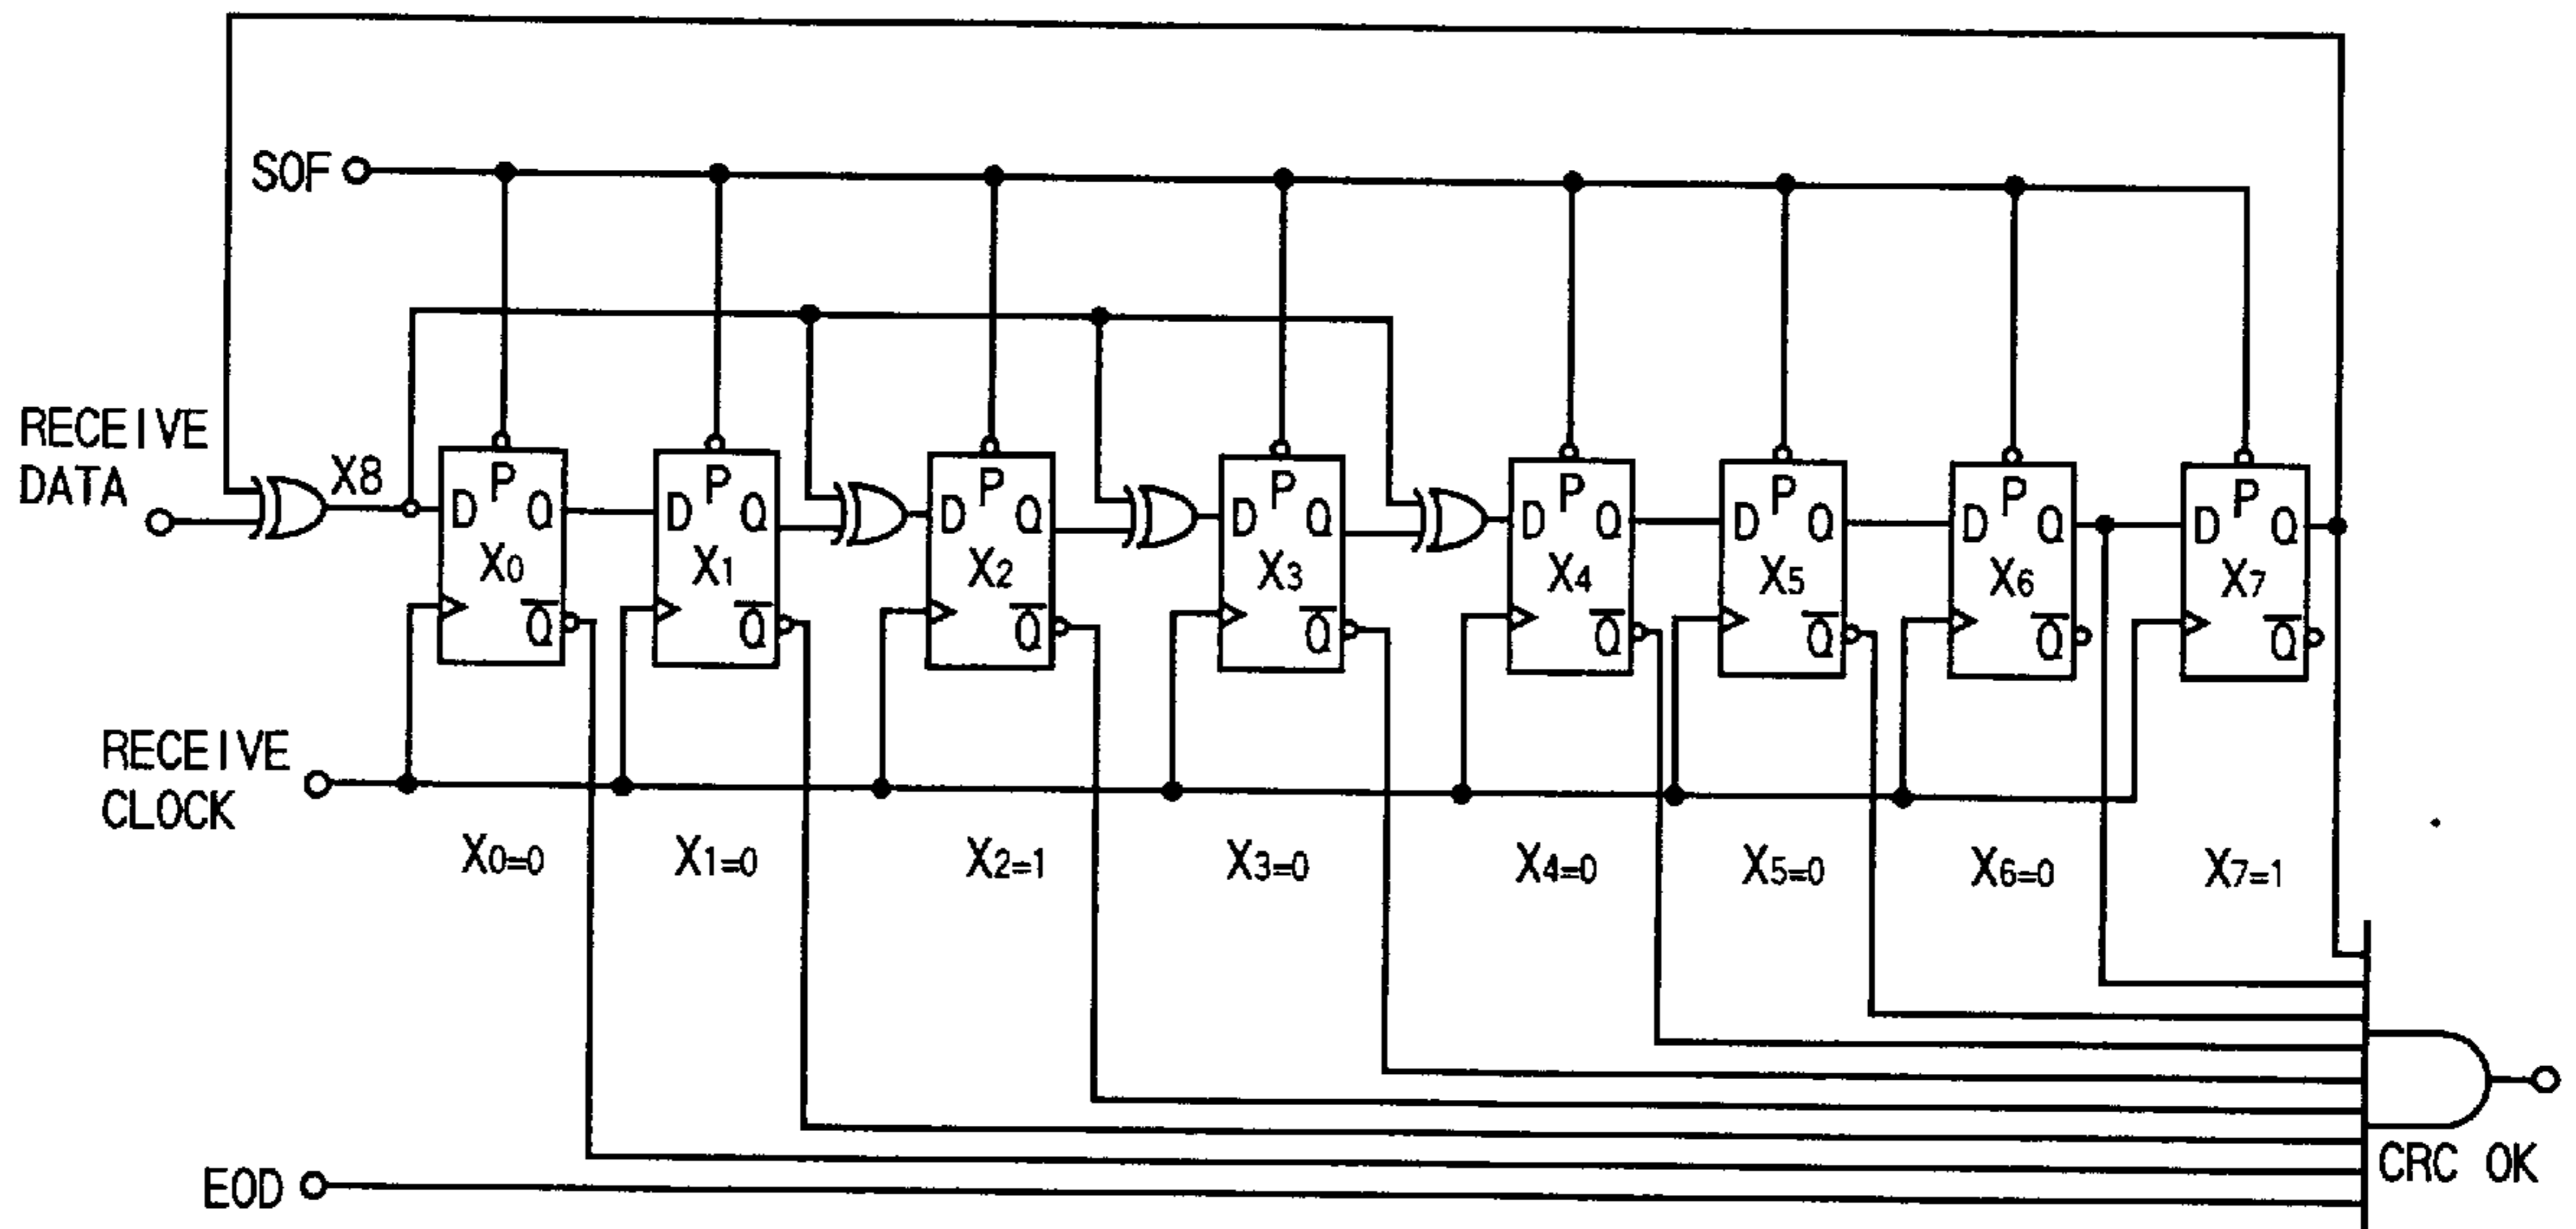 SOF
RECEIVE
DATA
X8
P
D Q
X0
Q̅
P
D Q
X1
Q̅
P
D Q
X2
Q̅
P
D Q
X3
Q̅
P
D Q
X4
Q̅
P
D Q
X5
Q̅
P
D Q
X6
Q̅
P
D Q
X7
Q̅
RECEIVE
CLOCK
X0=0 X1=0 X2=1 X3=0 X4=0 X5=0 X6=0 X7=1
CRC OK
EOD